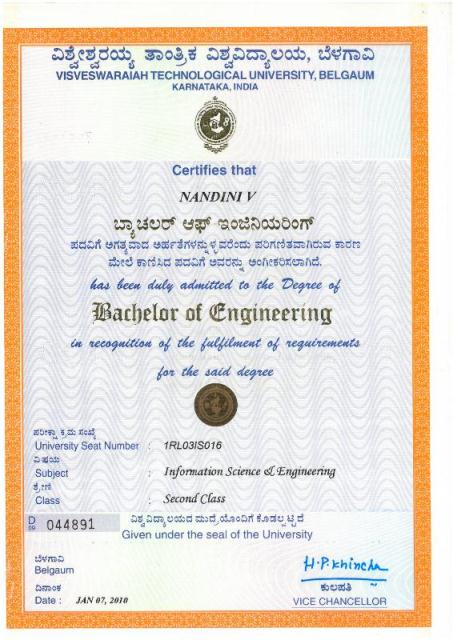 ವಿಶ್ವೇಶ್ವರಯ್ಯ ತಾಂತ್ರಿಕ ವಿಶ್ವವಿದ್ಯಾಲಯ, ಬೆಳಗಾವಿ
VISVESWARAIAH TECHNOLOGICAL UNIVERSITY, BELGAUM
KARNATAKA, INDIA
Certifies that
NANDINI V
ಬ್ಯಾಚಲರ್ ಆಫ್ ಇಂಜಿನಿಯರಿಂಗ್
ಪದವಿಗೆ ಅಗತ್ಯವಾದ ಅರ್ಹತೆಗಳನ್ನುಳ್ಳವರೆಂದು ಪರಿಗಣಿತವಾಗಿರುವ ಕಾರಣ
ಮೇಲೆ ಕಾಣಿಸಿದ ಪದವಿಗೆ ಅವರನ್ನು ಅಂಗೀಕರಿಸಲಾಗಿದೆ.
has been duly admitted to the Degree of
Bachelor of Engineering
in recognition of the fulfilment of requirements
for the said degree
ಪರೀಕ್ಷಾ ಕ್ರಮ ಸಂಖ್ಯೆ
University Seat Number : 1RL03IS016
ವಿಷಯ
Subject : Information Science & Engineering
ಶ್ರೇಣಿ
Class : Second Class
D 09 044891
ವಿಶ್ವವಿದ್ಯಾಲಯದ ಮುದ್ರೆಯೊಂದಿಗೆ ಕೊಡಲ್ಪಟ್ಟಿದೆ
Given under the seal of the University
ಬೆಳಗಾವಿ
Belgaum
H.P.Khincha
ದಿನಾಂಕ
ಕುಲಪತಿ
Date : JAN 07, 2010
VICE CHANCELLOR